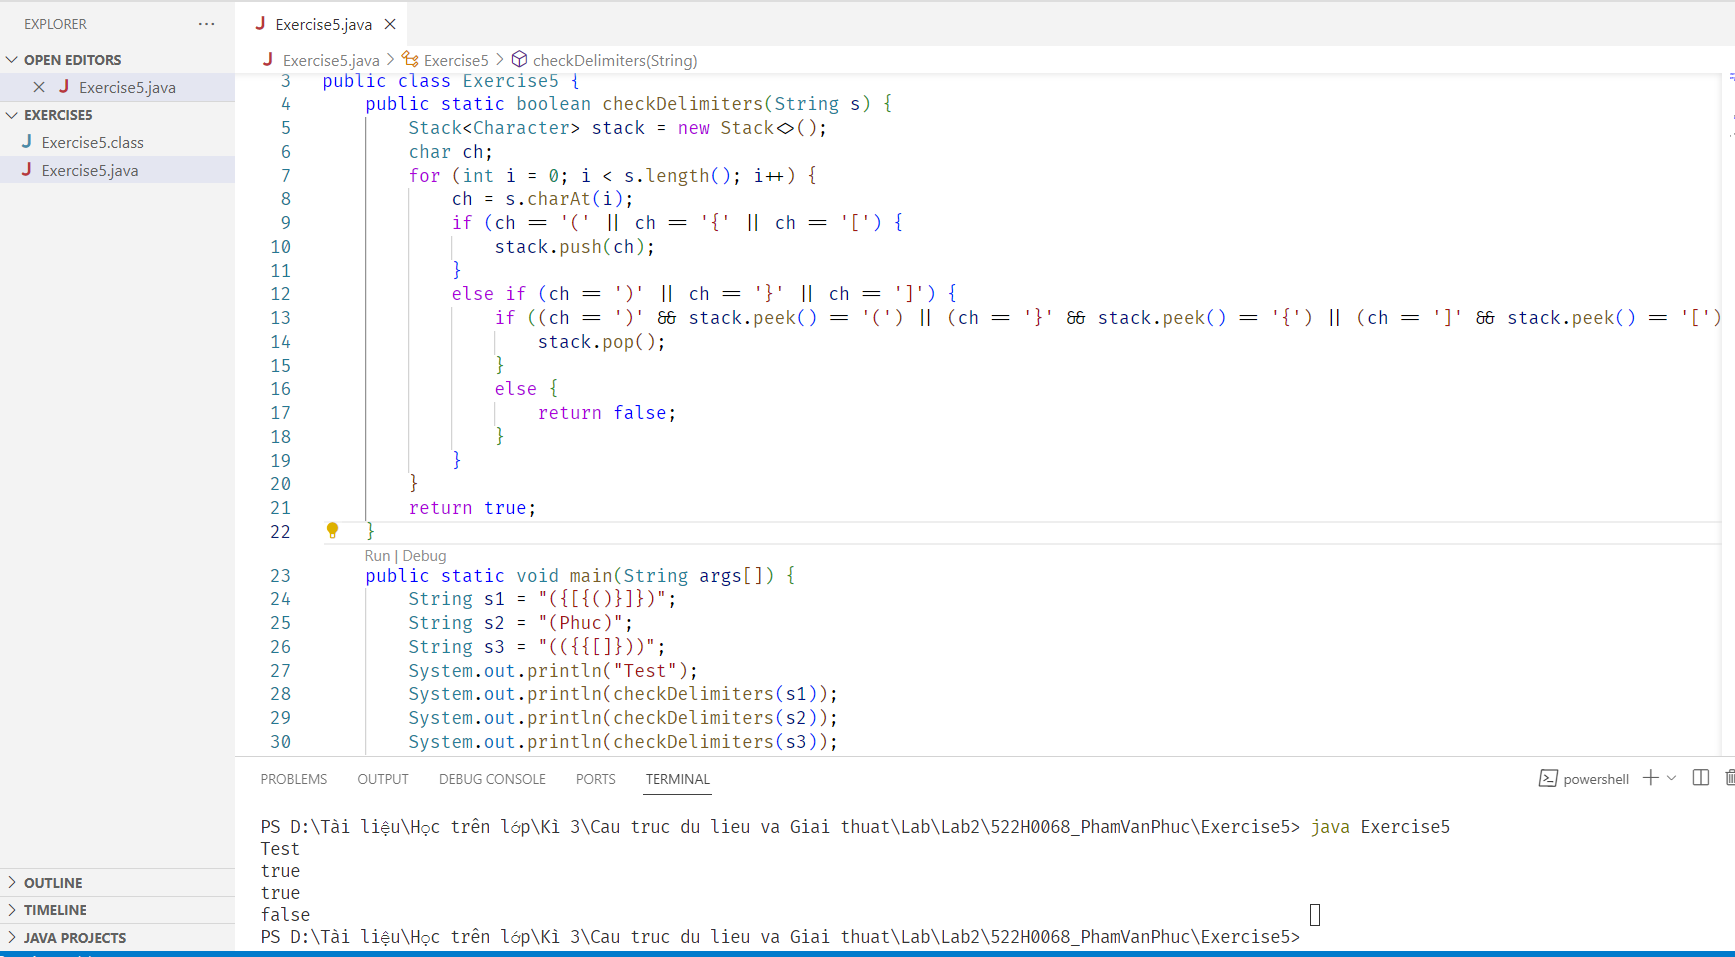 EXPLORER ···
OPEN EDITORS
J Exercise5.java
EXERCISE5
J Exercise5.class
J Exercise5.java
OUTLINE
TIMELINE
JAVA PROJECTS
J Exercise5.java
J Exercise5.java > Exercise5 > checkDelimiters(String)
3 public class Exercise5 {
4 public static boolean checkDelimiters(String s) {
5 Stack<Character> stack = new Stack<>();
6 char ch;
7 for (int i = 0; i < s.length(); i++) {
8 ch = s.charAt(i);
9 if (ch == '(' || ch == '{' || ch == '[') {
10 stack.push(ch);
11 }
12 else if (ch == ')' || ch == '}' || ch == ']') {
13 if ((ch == ')' && stack.peek() == '(') || (ch == '}' && stack.peek() == '{') || (ch == ']' && stack.peek() == '[')
14 stack.pop();
15 }
16 else {
17 return false;
18 }
19 }
20 }
21 return true;
22 }
Run | Debug
23 public static void main(String args[]) {
24 String s1 = "({[{()}]})";
25 String s2 = "(Phuc)";
26 String s3 = "(({{[]}))";
27 System.out.println("Test");
28 System.out.println(checkDelimiters(s1));
29 System.out.println(checkDelimiters(s2));
30 System.out.println(checkDelimiters(s3));
PROBLEMS OUTPUT DEBUG CONSOLE PORTS TERMINAL powershell
PS D:\Tài liệu\Học trên lớp\Kì 3\Cau truc du lieu va Giai thuat\Lab\Lab2\522H0068_PhamVanPhuc\Exercise5> java Exercise5
Test
true
true
false
PS D:\Tài liệu\Học trên lớp\Kì 3\Cau truc du lieu va Giai thuat\Lab\Lab2\522H0068_PhamVanPhuc\Exercise5>